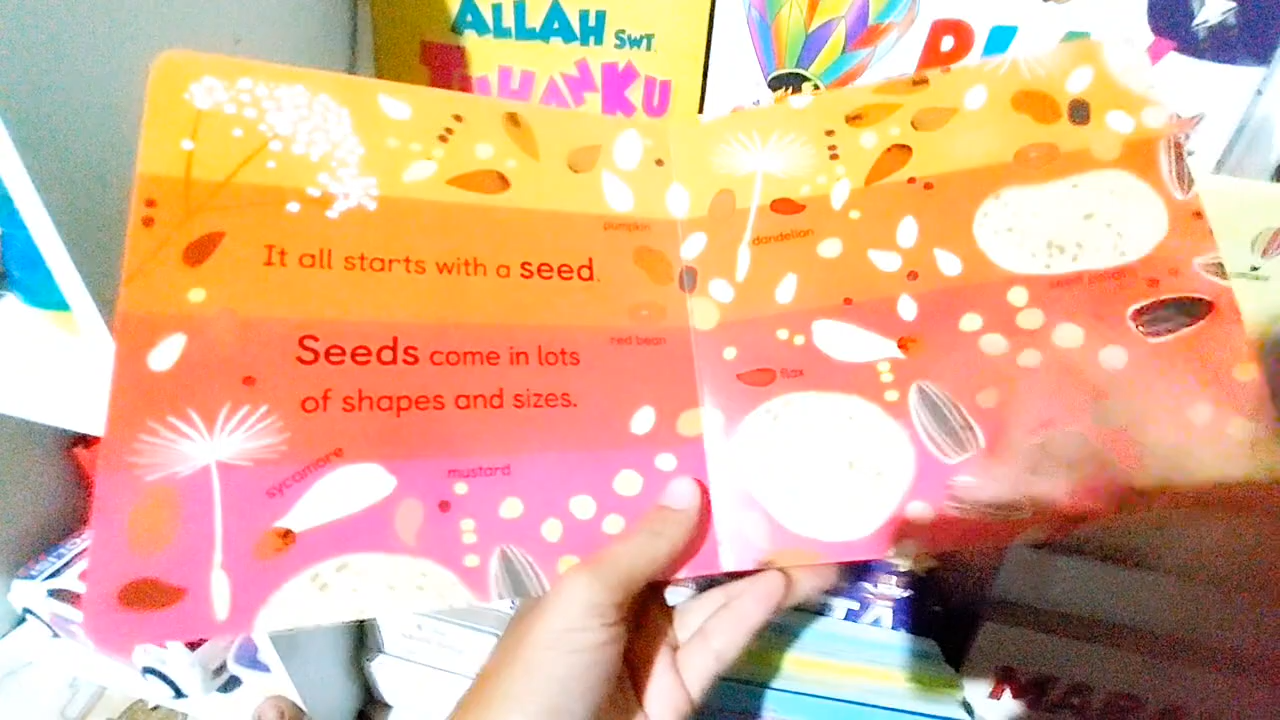 ALLAH SWT.
TUHANKU
It all starts with a seed.
Seeds come in lots
of shapes and sizes.
sycamore
mustard
pumpkin
red bean
dandelion
flax